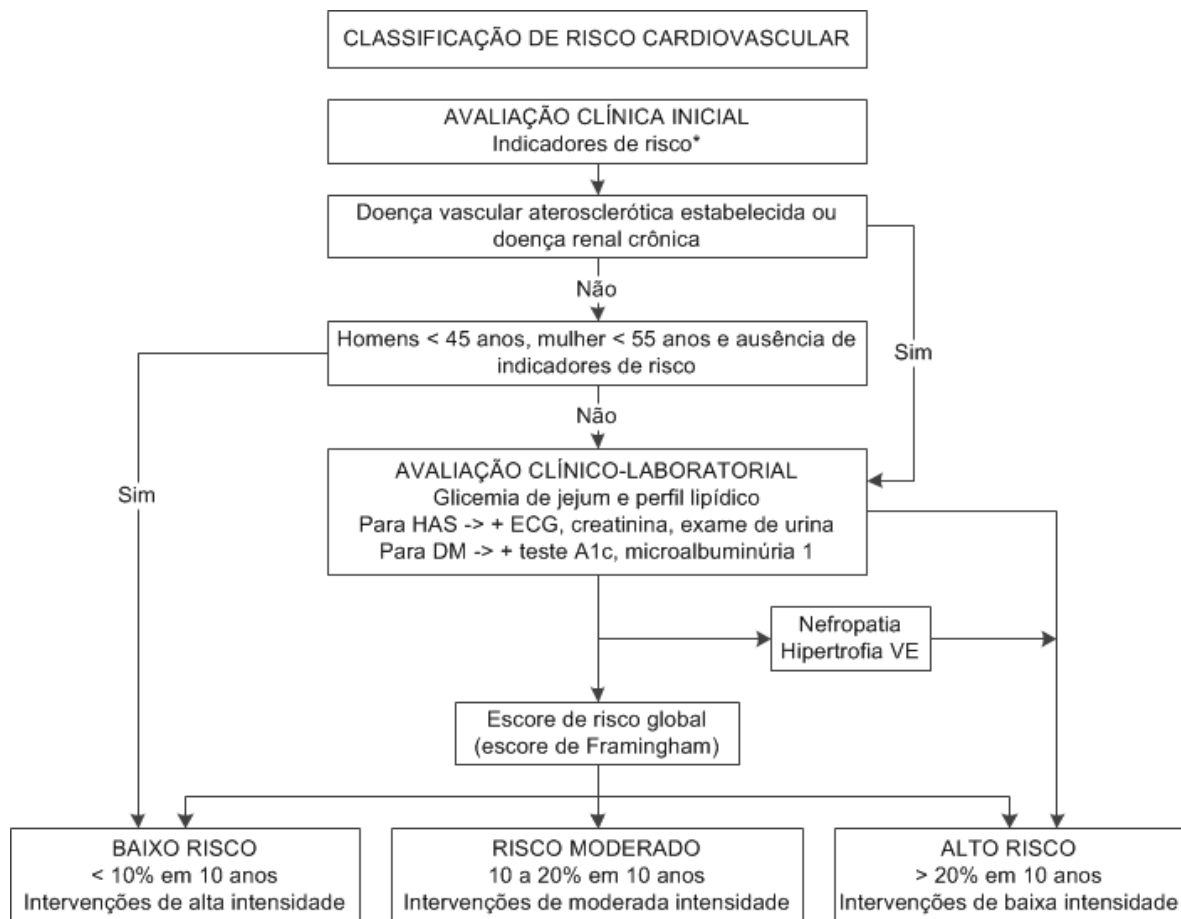 CLASSIFICAÇÃO DE RISCO CARDIOVASCULAR
AVALIAÇÃO CLÍNICA INICIAL
Indicadores de risco*
Doença vascular aterosclerótica estabelecida ou
doença renal crônica
Não
Sim
Homens < 45 anos, mulher < 55 anos e ausência de
indicadores de risco
Não
Sim
AVALIAÇÃO CLÍNICO-LABORATORIAL
Glicemia de jejum e perfil lipídico
Para HAS -> + ECG, creatinina, exame de urina
Para DM -> + teste A1c, microalbuminúria 1
Nefropatia
Hipertrofia VE
Escore de risco global
(escore de Framingham)
BAIXO RISCO
< 10% em 10 anos
Intervenções de alta intensidade
RISCO MODERADO
10 a 20% em 10 anos
Intervenções de moderada intensidade
ALTO RISCO
> 20% em 10 anos
Intervenções de baixa intensidade